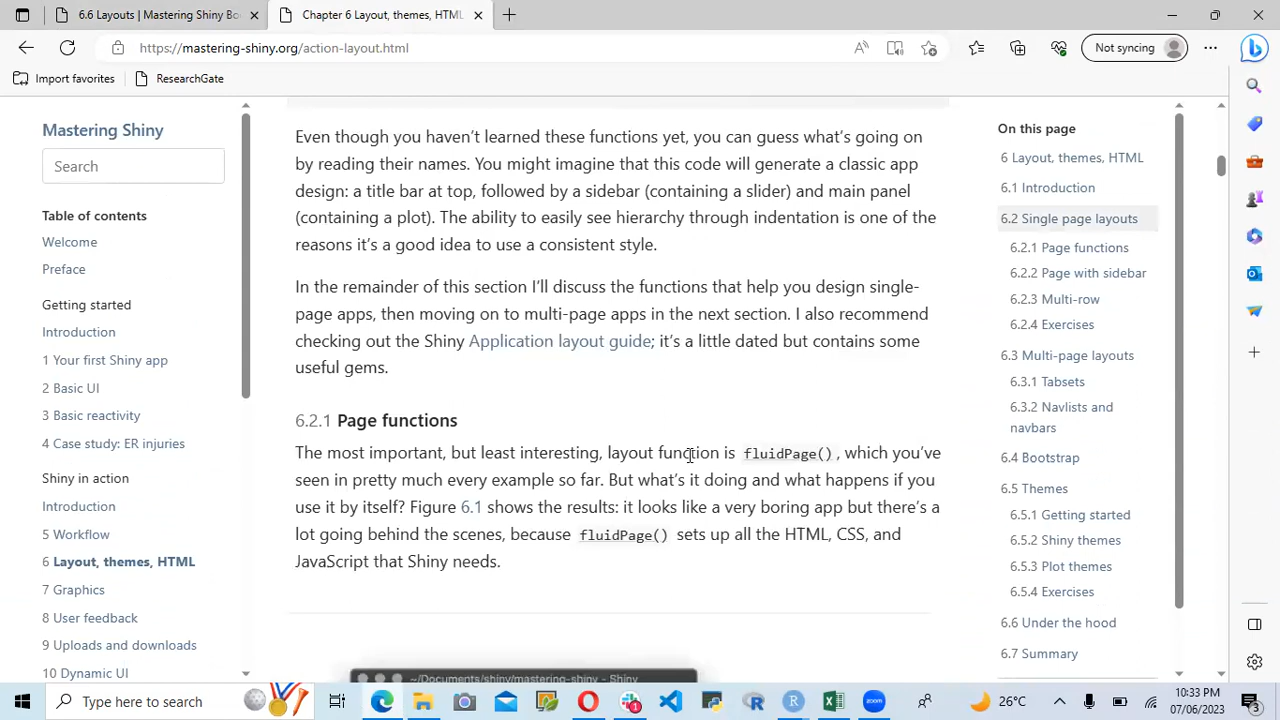 6.6 Layouts | Mastering Shiny Bo
Chapter 6 Layout, themes, HTML
https://mastering-shiny.org/action-layout.html
Not syncing
Import favorites
ResearchGate
Mastering Shiny
Search
Table of contents
Welcome
Preface
Getting started
Introduction
1 Your first Shiny app
2 Basic UI
3 Basic reactivity
4 Case study: ER injuries
Shiny in action
Introduction
5 Workflow
6 Layout, themes, HTML
7 Graphics
8 User feedback
9 Uploads and downloads
10 Dynamic UI
Even though you haven't learned these functions yet, you can guess what's going on
by reading their names. You might imagine that this code will generate a classic app
design: a title bar at top, followed by a sidebar (containing a slider) and main panel
(containing a plot). The ability to easily see hierarchy through indentation is one of the
reasons it's a good idea to use a consistent style.
In the remainder of this section I'll discuss the functions that help you design single-
page apps, then moving on to multi-page apps in the next section. I also recommend
checking out the Shiny Application layout guide; it's a little dated but contains some
useful gems.
6.2.1 Page functions
The most important, but least interesting, layout function is fluidPage(), which you've
seen in pretty much every example so far. But what's it doing and what happens if you
use it by itself? Figure 6.1 shows the results: it looks like a very boring app but there's a
lot going behind the scenes, because fluidPage() sets up all the HTML, CSS, and
JavaScript that Shiny needs.
~/Documents/shiny/mastering-shiny - Shiny
On this page
6 Layout, themes, HTML
6.1 Introduction
6.2 Single page layouts
6.2.1 Page functions
6.2.2 Page with sidebar
6.2.3 Multi-row
6.2.4 Exercises
6.3 Multi-page layouts
6.3.1 Tabsets
6.3.2 Navlists and
navbars
6.4 Bootstrap
6.5 Themes
6.5.1 Getting started
6.5.2 Shiny themes
6.5.3 Plot themes
6.5.4 Exercises
6.6 Under the hood
6.7 Summary
Type here to search
1
26°C
10:33 PM
07/06/2023
3